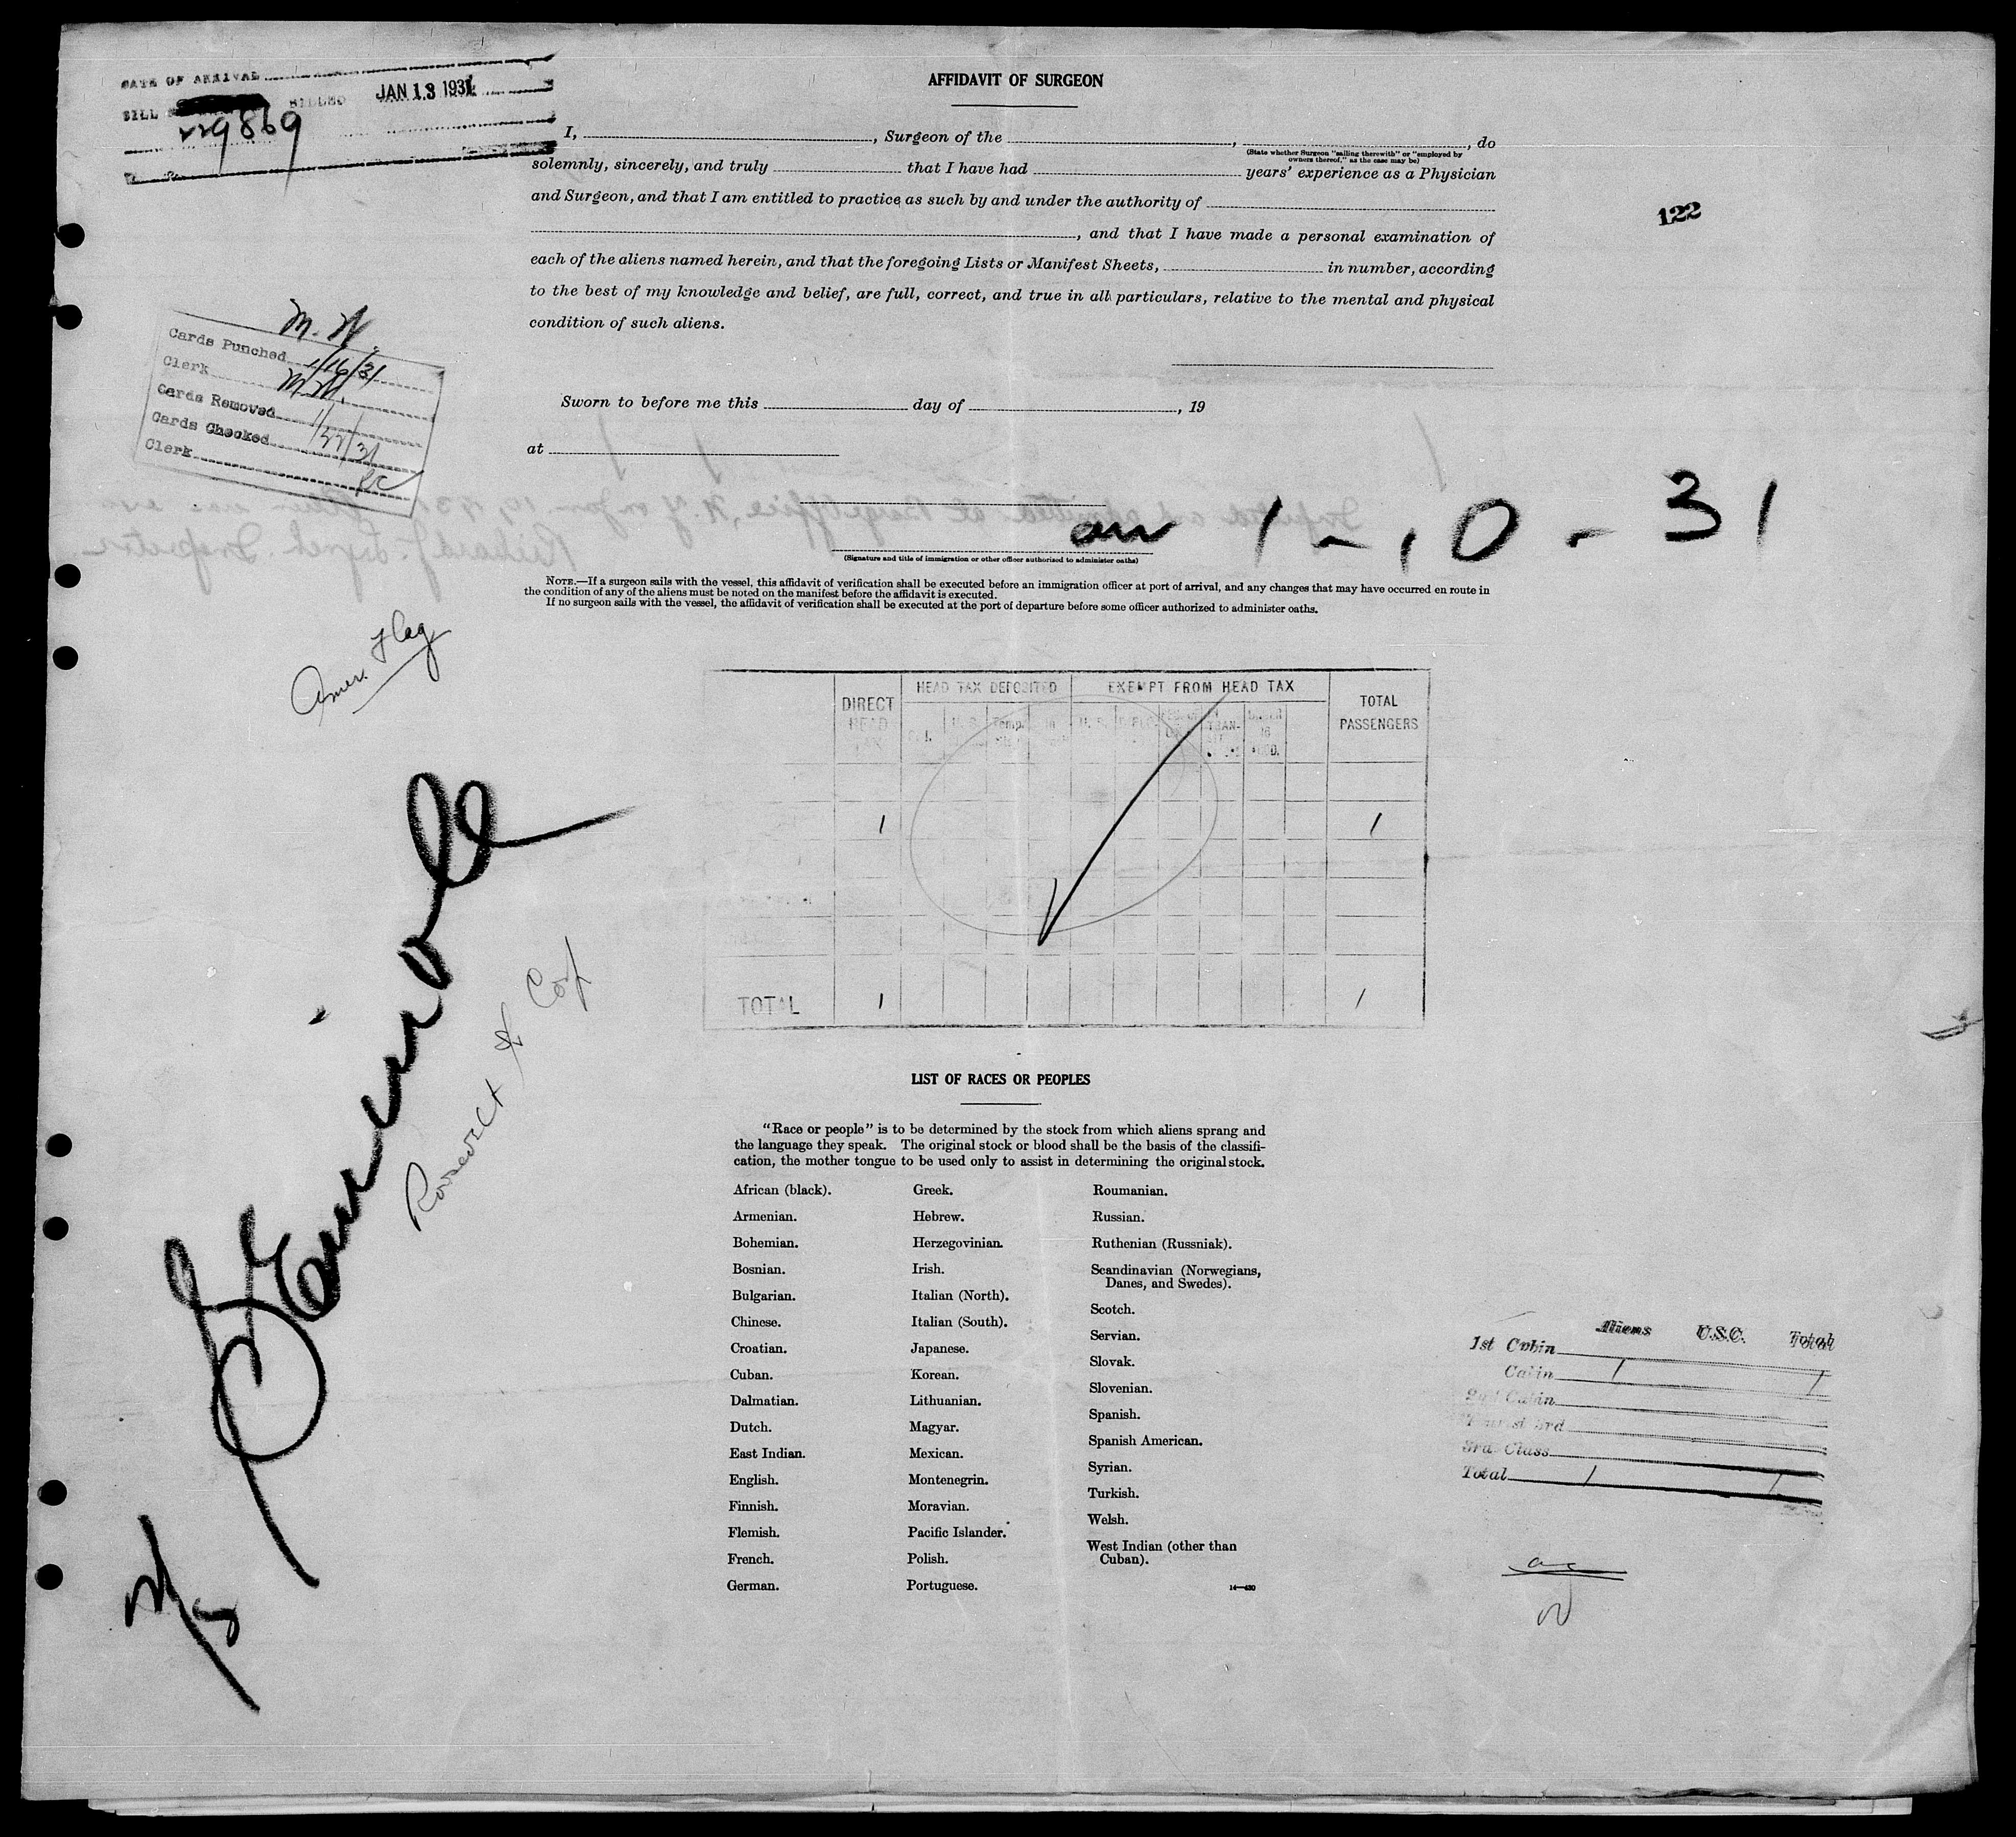 DATE OF ARRIVAL
BILL BILLED JAN 13 1931
229869
AFFIDAVIT OF SURGEON
I, , Surgeon of the , , do
(State whether Surgeon "sailing therewith" or "employed by
owners thereof," as the case may be)
solemnly, sincerely, and truly that I have had years' experience as a Physician
and Surgeon, and that I am entitled to practice as such by and under the authority of
122
, and that I have made a personal examination of
each of the aliens named herein, and that the foregoing Lists or Manifest Sheets, in number, according
to the best of my knowledge and belief, are full, correct, and true in all particulars, relative to the mental and physical
condition of such aliens.
Cards Punched 1/16/31
Clerk
Cards Removed
Cards Checked
Clerk
Sworn to before me this day of , 19
at
1-10-31
(Signature and title of immigration or other officer authorized to administer oaths)
NOTE.—If a surgeon sails with the vessel, this affidavit of verification shall be executed before an immigration officer at port of arrival, and any changes that may have occurred en route in
the condition of any of the aliens must be noted on the manifest before the affidavit is executed.
If no surgeon sails with the vessel, the affidavit of verification shall be executed at the port of departure before some officer authorized to administer oaths.
Amer. Flag
DIRECT HEAD TAX
HEAD TAX DEPOSITED
EXEMPT FROM HEAD TAX
TOTAL PASSENGERS
1 1
TOTAL 1 1
S/S
Roosevelt &
LIST OF RACES OR PEOPLES
"Race or people" is to be determined by the stock from which aliens sprang and
the language they speak. The original stock or blood shall be the basis of the classifi-
cation, the mother tongue to be used only to assist in determining the original stock.
African (black).
Armenian.
Bohemian.
Bosnian.
Bulgarian.
Chinese.
Croatian.
Cuban.
Dalmatian.
Dutch.
East Indian.
English.
Finnish.
Flemish.
French.
German.
Greek.
Hebrew.
Herzegovinian.
Irish.
Italian (North).
Italian (South).
Japanese.
Korean.
Lithuanian.
Magyar.
Mexican.
Montenegrin.
Moravian.
Pacific Islander.
Polish.
Portuguese.
Roumanian.
Russian.
Ruthenian (Russniak).
Scandinavian (Norwegians,
Danes, and Swedes).
Scotch.
Servian.
Slovak.
Slovenian.
Spanish.
Spanish American.
Syrian.
Turkish.
Welsh.
West Indian (other than
Cuban).
14—430
Aliens U.S.C. Total
1st Cabin
Cabin 1 1
2nd Cabin
Tourist 3rd
3rd Class
Total 1 1